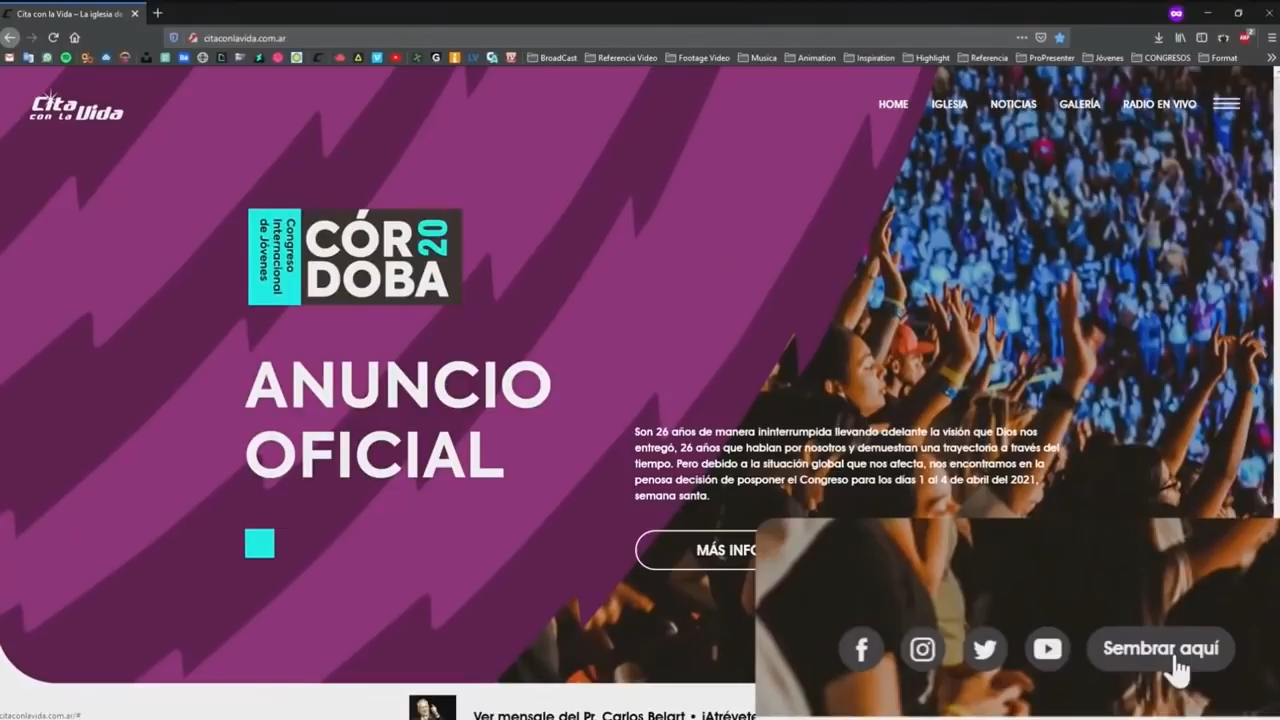 Cita con la Vida – La iglesia de
citaconlavida.com.ar
BroadCast
Referencia Video
Footage Video
Musica
Animation
Inspiration
Highlight
Referencia
ProPresenter
Jóvenes
CONGRESOS
Format
Cita
con la Vida
HOME
IGLESIA
NOTICIAS
GALERÍA
RADIO EN VIVO
Congreso
Internacional
de Jóvenes
CÓR
DOBA
20
ANUNCIO
OFICIAL
Son 26 años de manera ininterrumpida llevando adelante la visión que Dios nos
entregó, 26 años que hablan por nosotros y demuestran una trayectoria a través del
tiempo. Pero debido a la situación global que nos afecta, nos encontramos en la
penosa decisión de posponer el Congreso para los días 1 al 4 de abril del 2021,
semana santa.
MÁS INFO
Sembrar aquí
Ver mensaje del Pr. Carlos Belart • ¡Atrévete
citaconlavida.com.ar/#